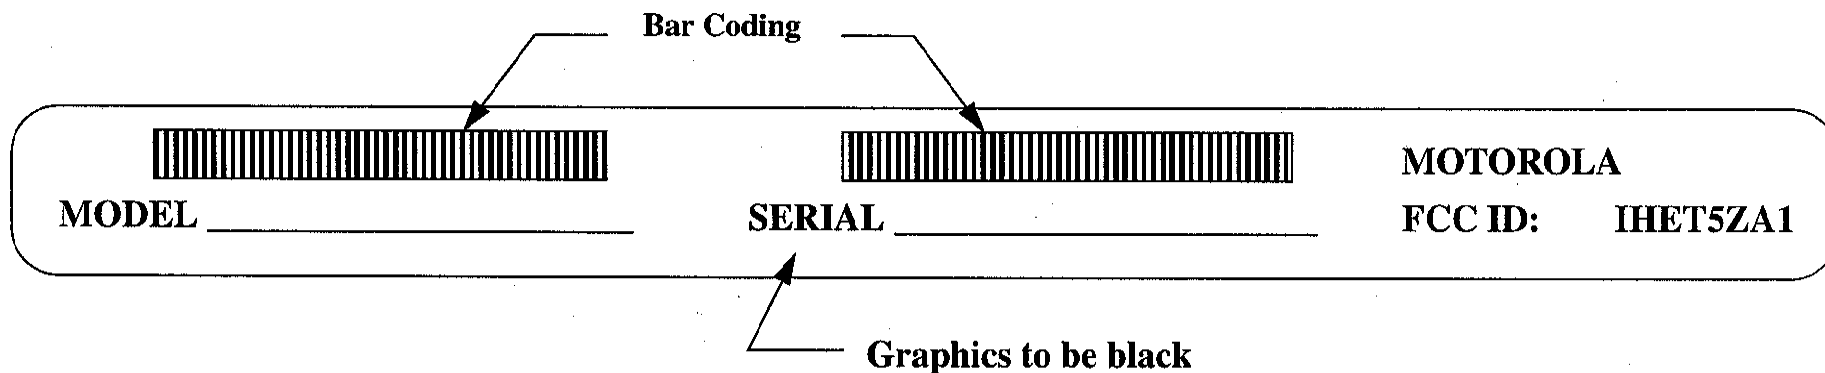 Bar Coding
MOTOROLA
MODEL SERIAL FCC ID: IHET5ZA1
Graphics to be black